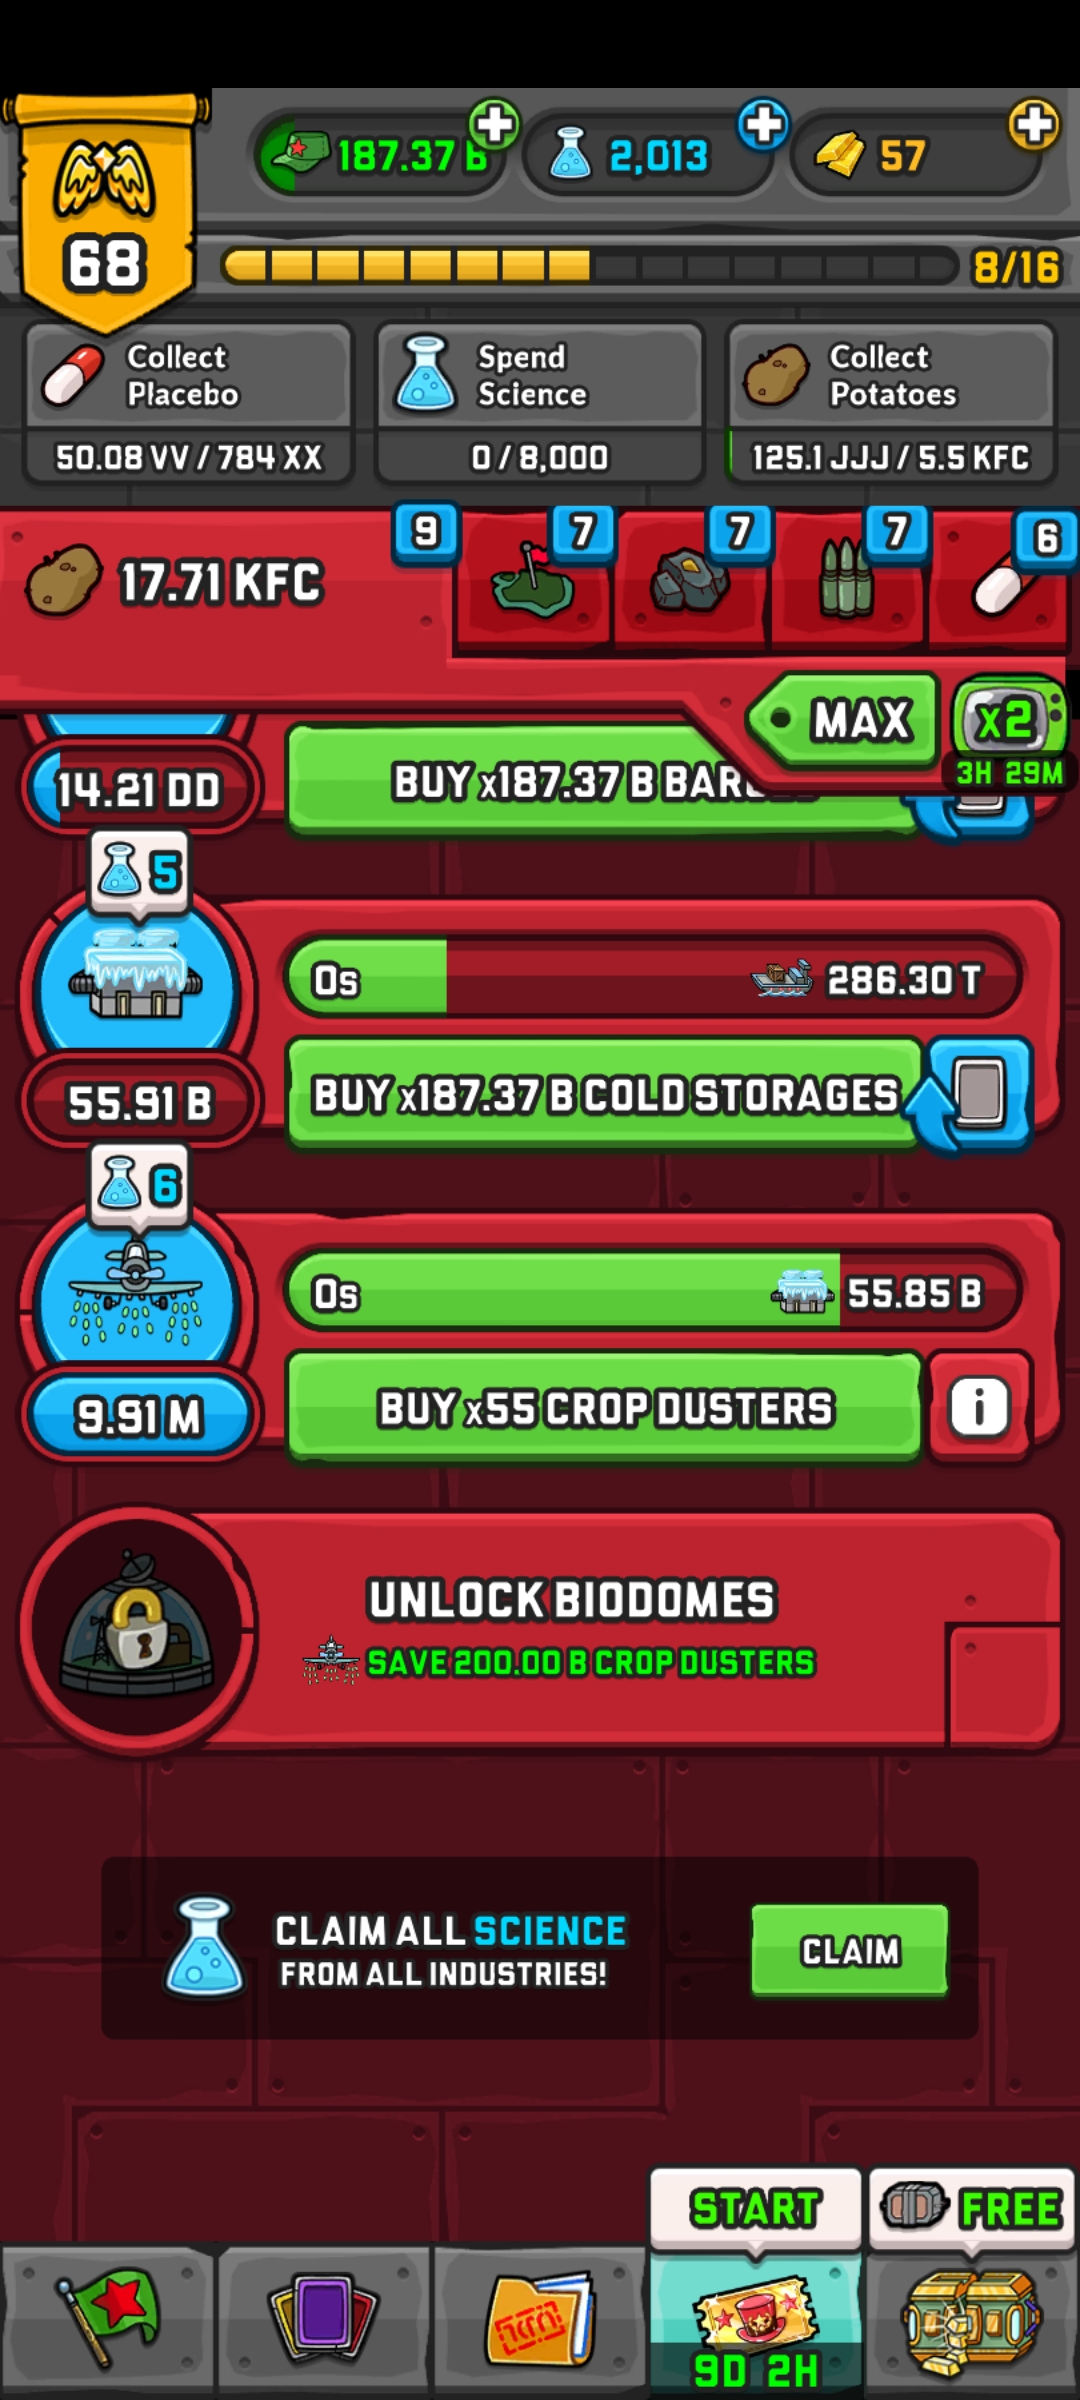 187.37 B
2,013
57
68
8/16
Collect
Placebo
50.08 VV / 784 XX
Spend
Science
0 / 8,000
Collect
Potatoes
125.1 JJJ / 5.5 KFC
17.71 KFC
9
7
7
7
6
MAX
x2
3H 29M
14.21 DD
BUY x187.37 B
5
0s
286.30 T
55.91 B
BUY x187.37 B COLD STORAGES
6
0s
55.85 B
9.91 M
BUY x55 CROP DUSTERS
i
UNLOCK BIODOMES
SAVE 200.00 B CROP DUSTERS
CLAIM ALL SCIENCE
FROM ALL INDUSTRIES!
CLAIM
START
FREE
9D 2H